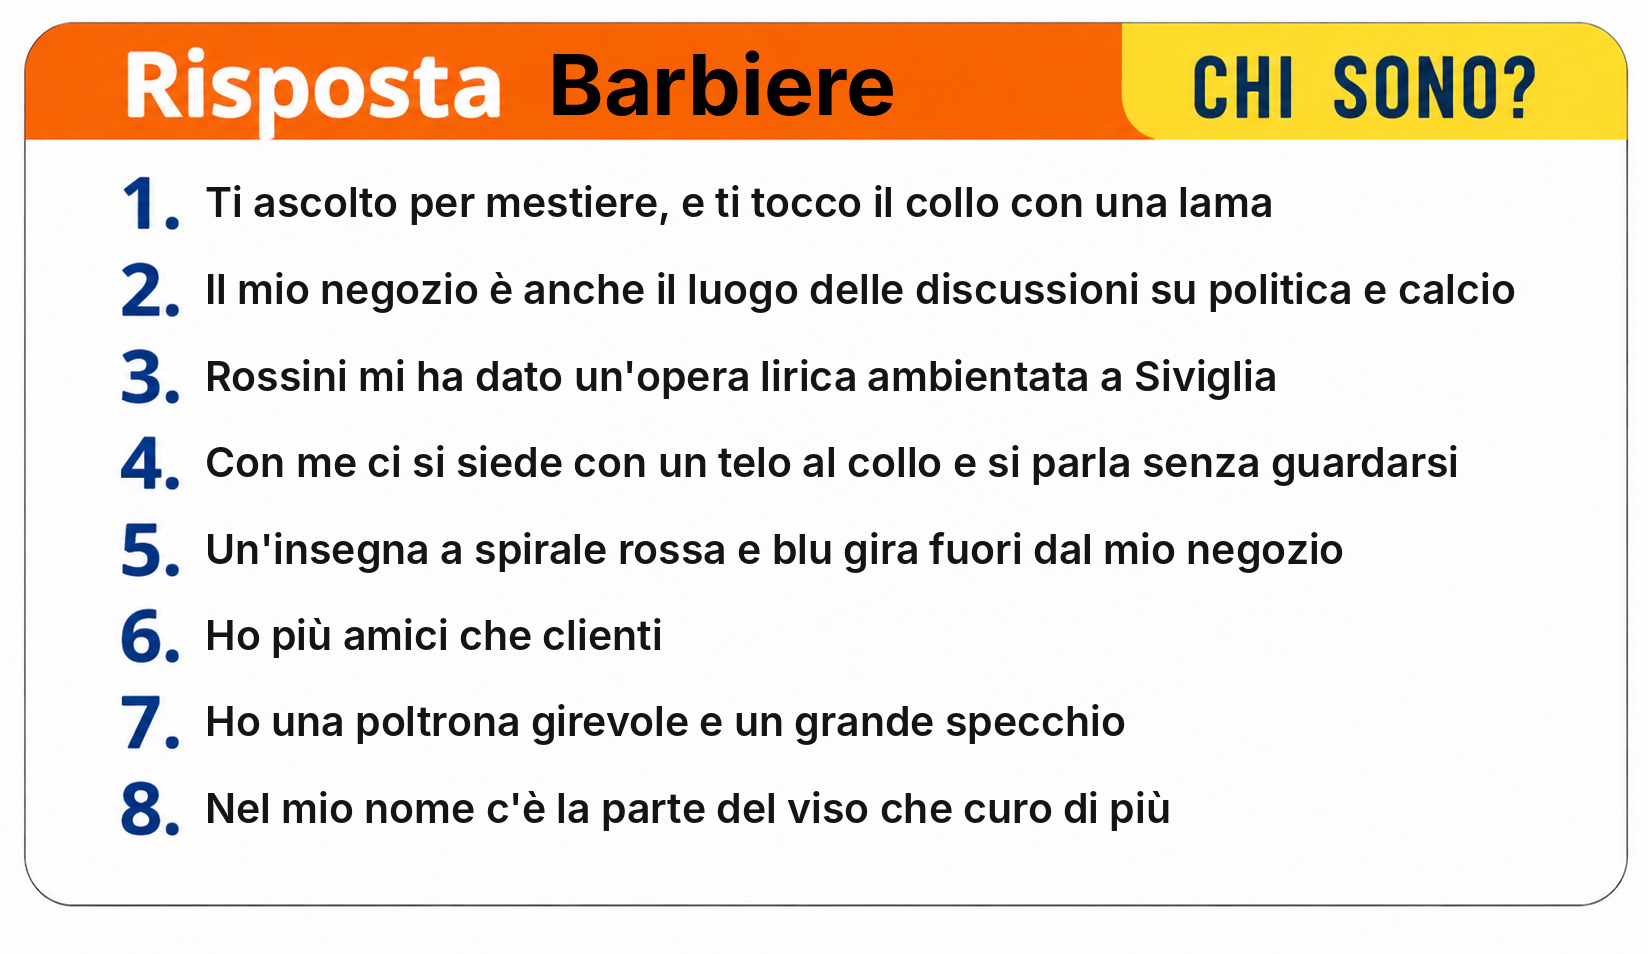 Risposta Barbiere CHI SONO?
1. Ti ascolto per mestiere, e ti tocco il collo con una lama
2. Il mio negozio è anche il luogo delle discussioni su politica e calcio
3. Rossini mi ha dato un'opera lirica ambientata a Siviglia
4. Con me ci si siede con un telo al collo e si parla senza guardarsi
5. Un'insegna a spirale rossa e blu gira fuori dal mio negozio
6. Ho più amici che clienti
7. Ho una poltrona girevole e un grande specchio
8. Nel mio nome c'è la parte del viso che curo di più